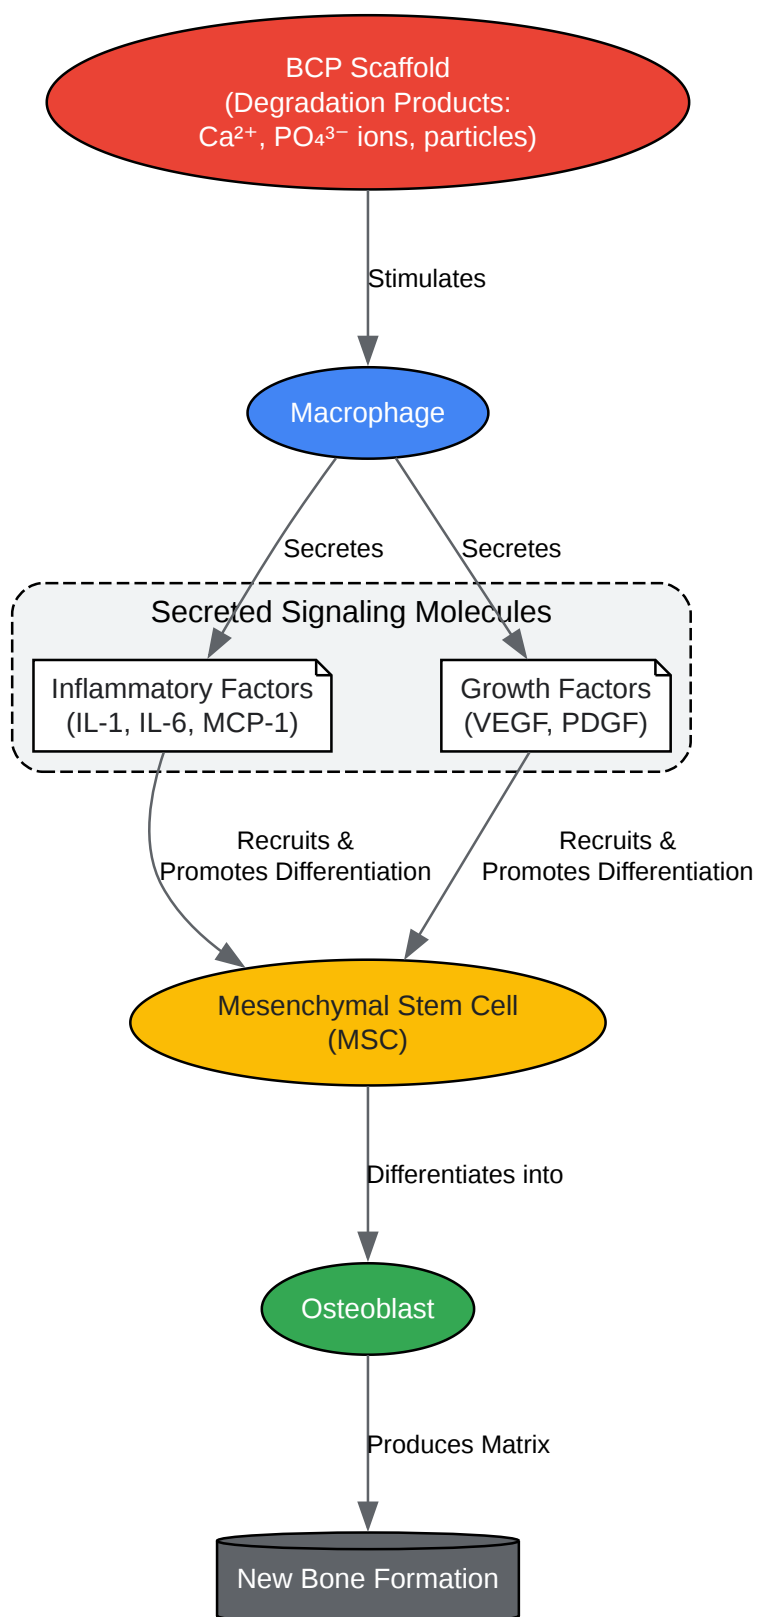 BCP Scaffold
(Degradation Products:
Ca²⁺, PO₄³⁻ ions, particles)
Stimulates
Macrophage
Secretes
Secretes
Secreted Signaling Molecules
Inflammatory Factors
(IL-1, IL-6, MCP-1)
Growth Factors
(VEGF, PDGF)
Recruits &
Promotes Differentiation
Recruits &
Promotes Differentiation
Mesenchymal Stem Cell
(MSC)
Differentiates into
Osteoblast
Produces Matrix
New Bone Formation